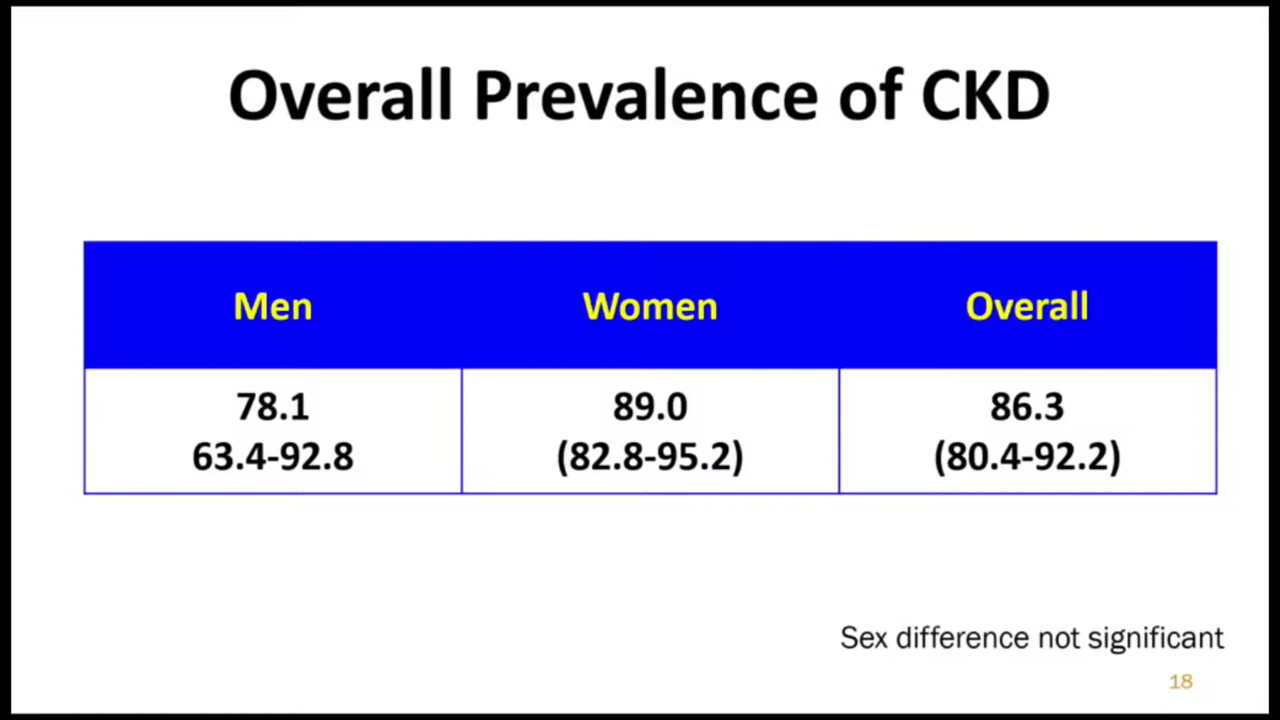 Overall Prevalence of CKD
Men
Women
Overall
78.1
63.4-92.8
89.0
(82.8-95.2)
86.3
(80.4-92.2)
Sex difference not significant
18